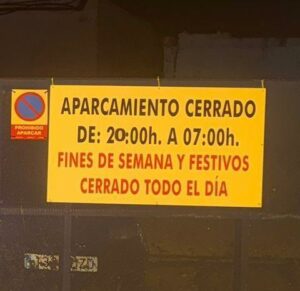 PROHIBIDO
APARCAR
APARCAMIENTO CERRADO
DE: 20:00h. A 07:00h.
FINES DE SEMANA Y FESTIVOS
CERRADO TODO EL DÍA